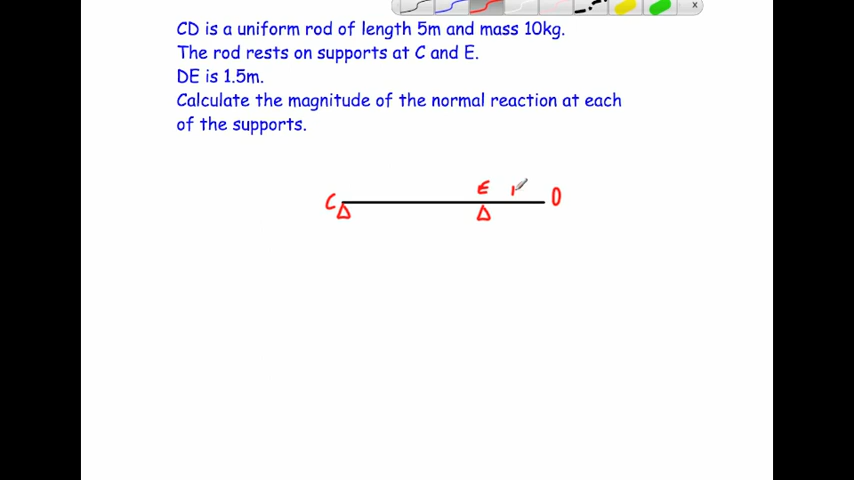 CD is a uniform rod of length 5m and mass 10kg.
The rod rests on supports at C and E.
DE is 1.5m.
Calculate the magnitude of the normal reaction at each
of the supports.
C E 1 D
x